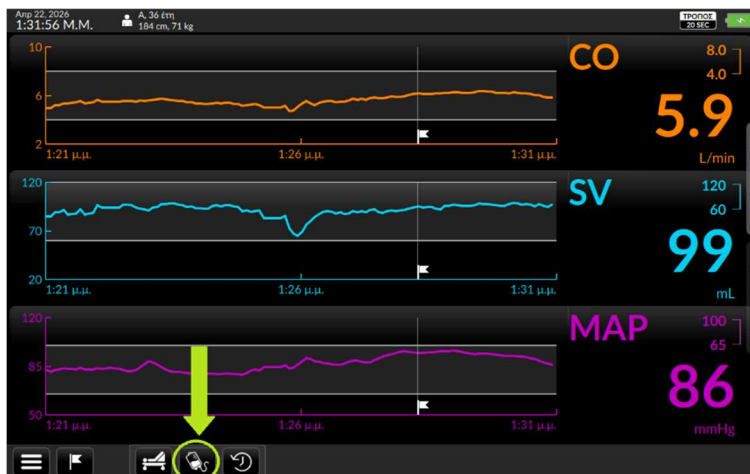 Απρ 22, 2026
1:31:56 Μ.Μ.
Α, 36 έτη
184 cm, 71 kg
ΤΡΟΠΟΣ
20 SEC
10
6
2
1:21 μ.μ.
1:26 μ.μ.
1:31 μ.μ.
CO
8.0
4.0
5.9
L/min
120
70
20
1:21 μ.μ.
1:26 μ.μ.
1:31 μ.μ.
SV
120
60
99
mL
120
85
50
1:21 μ.μ.
1:26 μ.μ.
1:31 μ.μ.
MAP
100
65
86
mmHg